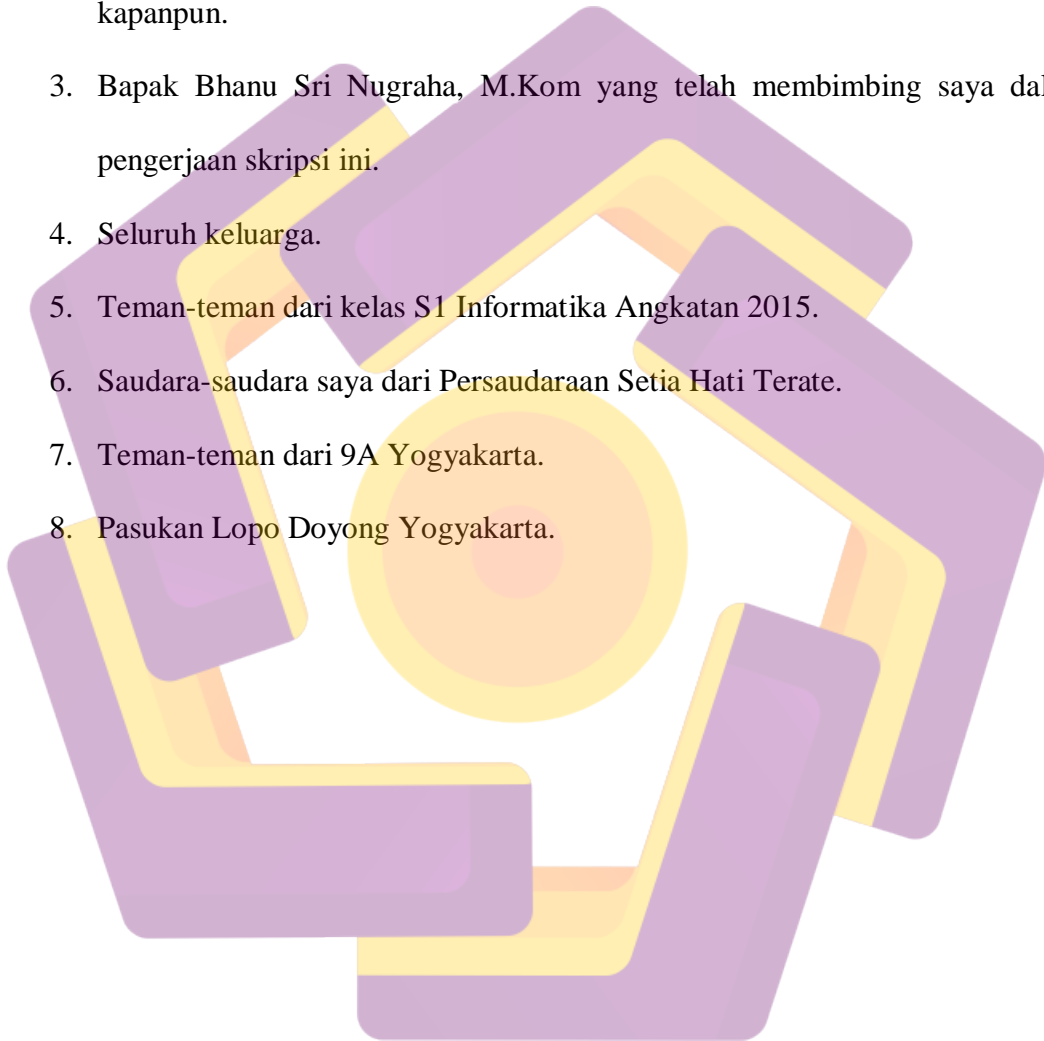 kapanpun.
3. Bapak Bhanu Sri Nugraha, M.Kom yang telah membimbing saya
pengerjaan skripsi ini.
4. Seluruh keluarga.
5. Teman-teman dari kelas S1 Informatika Angkatan 2015.
6. Saudara-saudara saya dari Persaudaraan Setia Hati Terate.
7. Teman-teman dari 9A Yogyakarta.
8. Pasukan Lopo Doyong Yogyakarta.